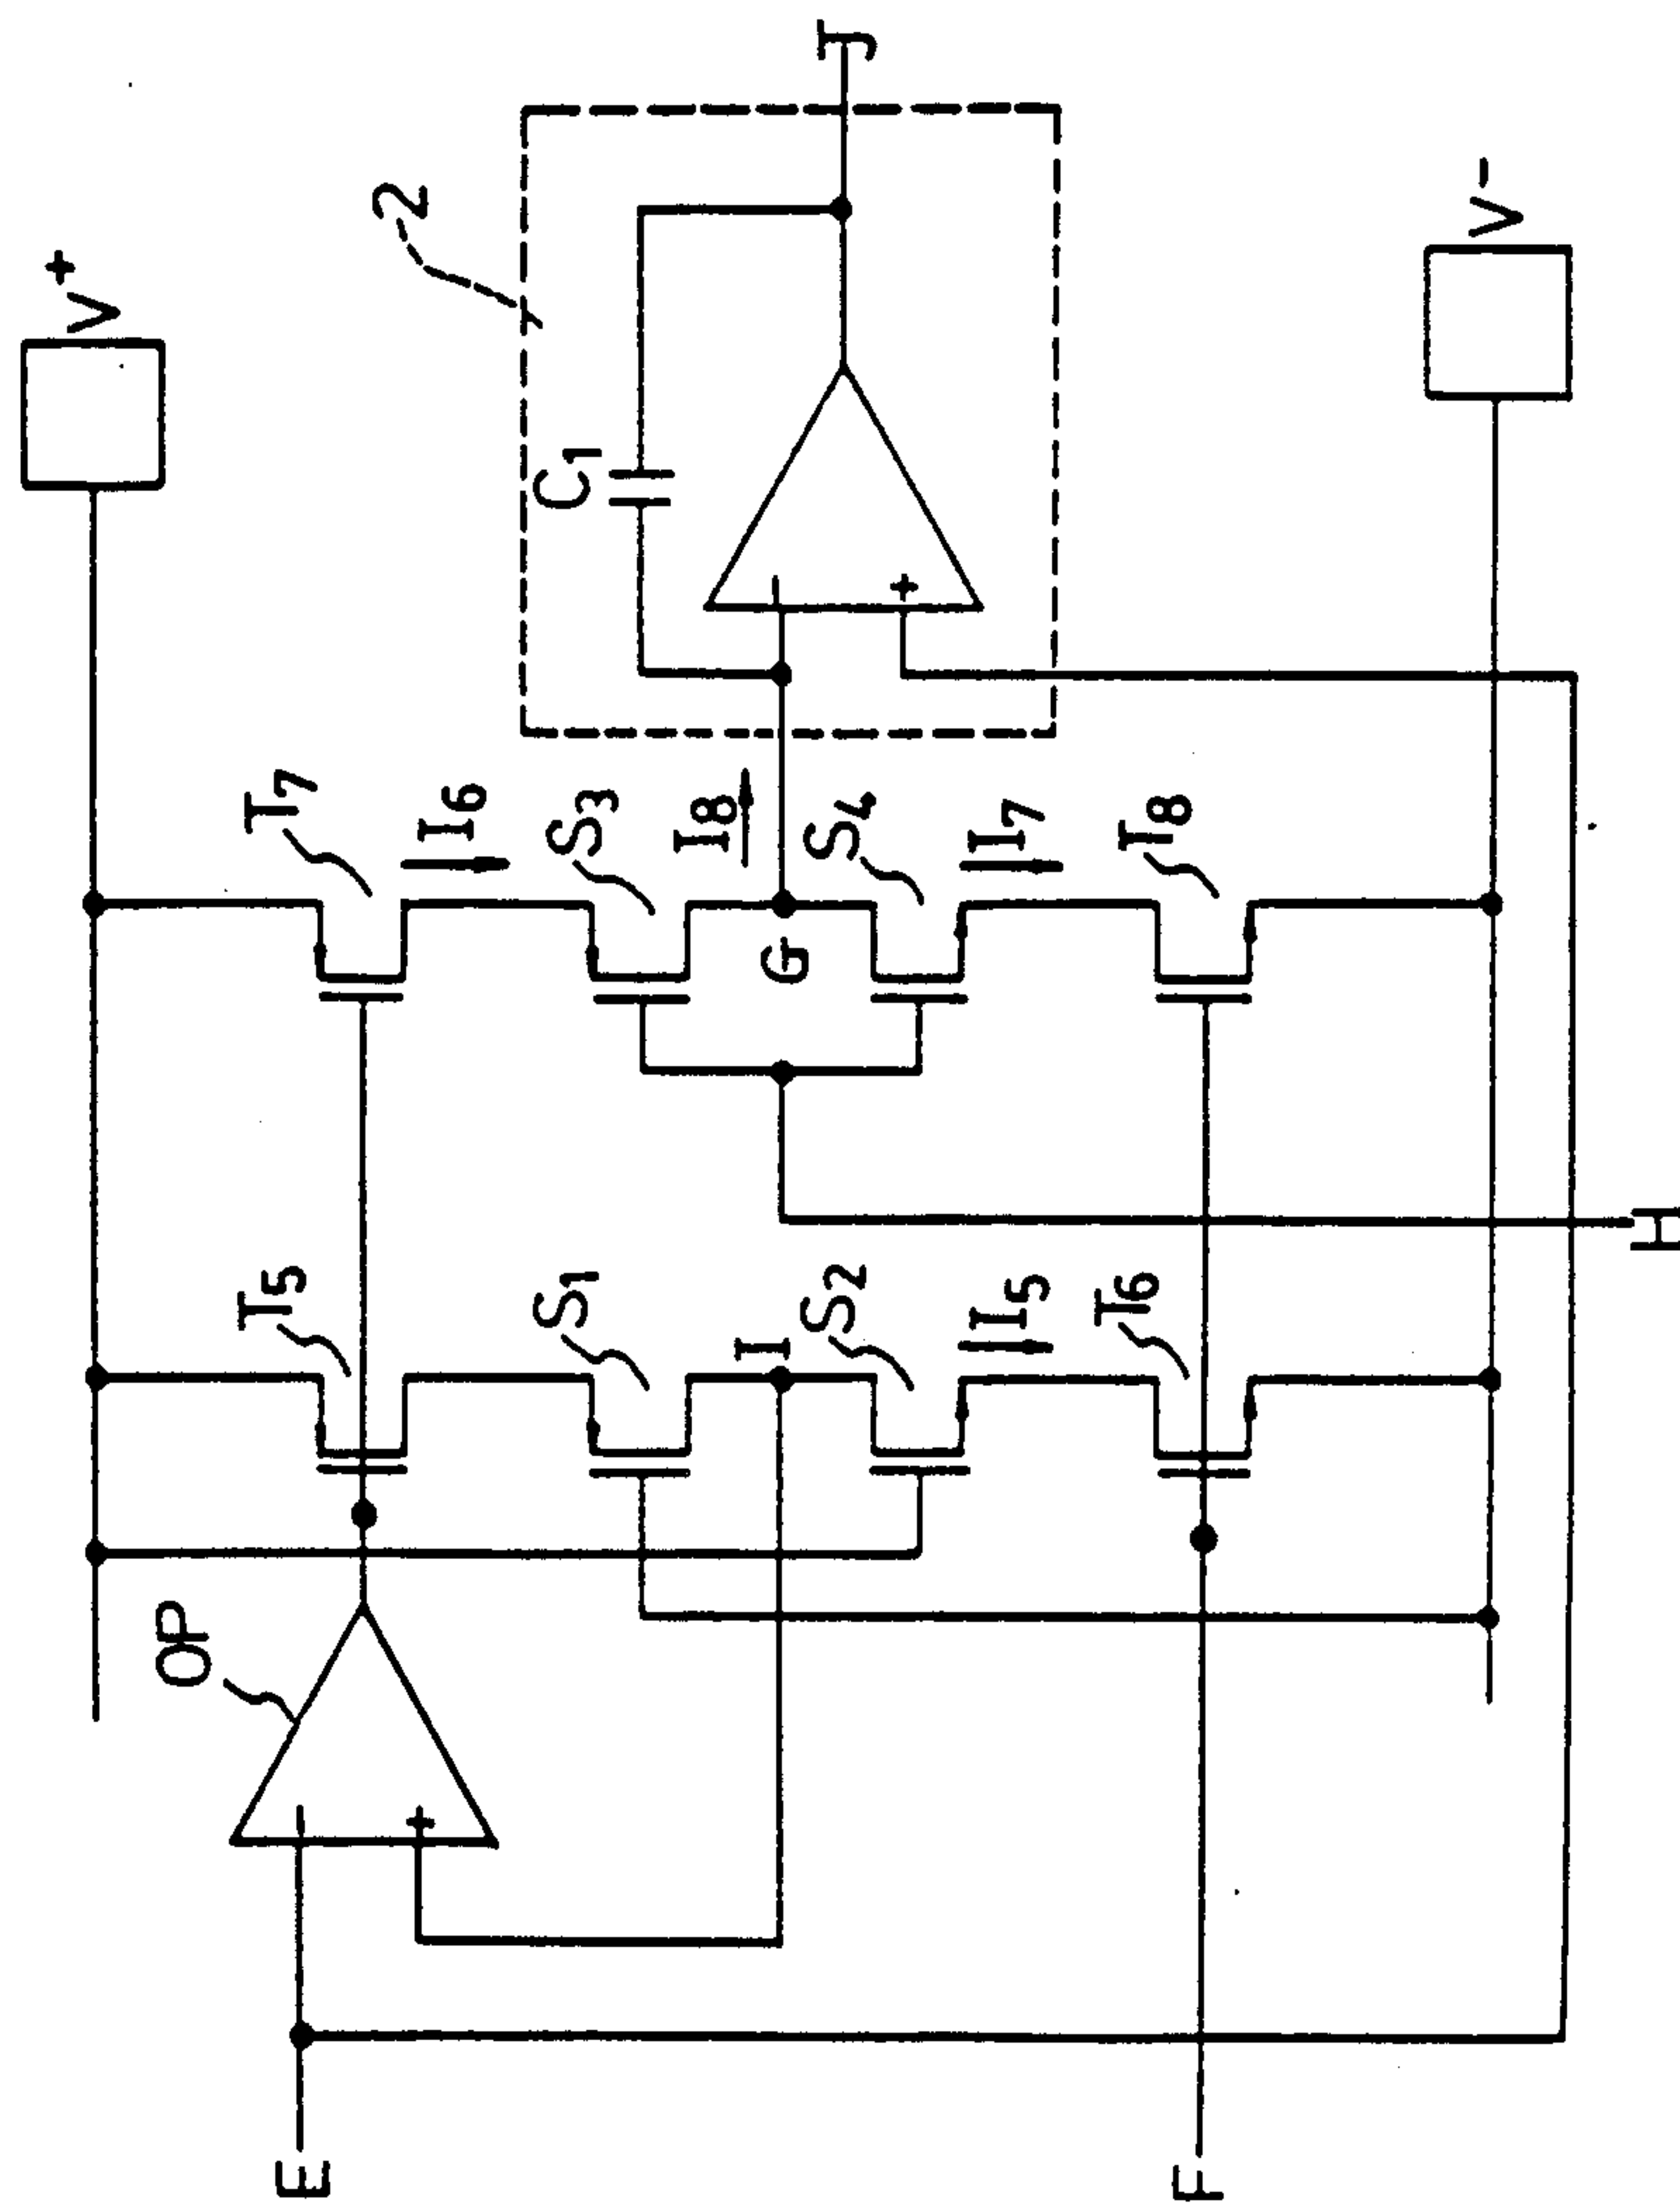 V+
OP
T5
T7
E
−
2
+
I6
S1
S3
C1
I8
I
G
−
S2
S4
J
+
I5
I7
T6
T8
F
V−
H